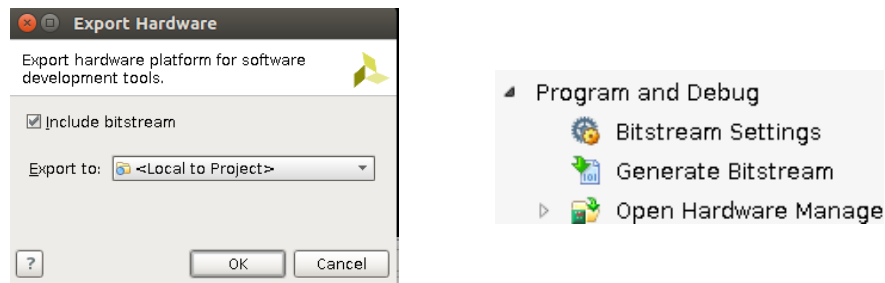 Export Hardware
Export hardware platform for software
development tools.
Include bitstream
Export to: <Local to Project>
? OK Cancel
Program and Debug
Bitstream Settings
Generate Bitstream
Open Hardware Manage